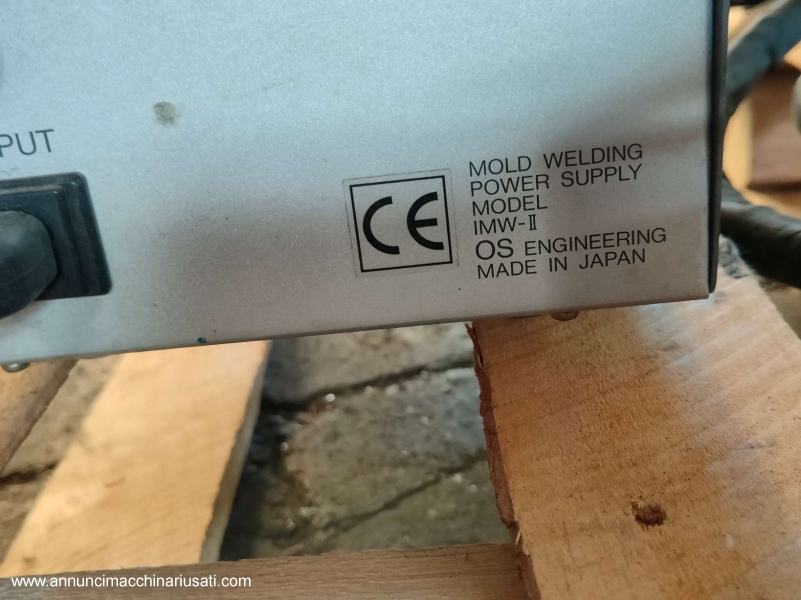 PUT
CE
MOLD WELDING
POWER SUPPLY
MODEL
IMW-Ⅱ
OS ENGINEERING
MADE IN JAPAN
www.annuncimacchinariusati.com